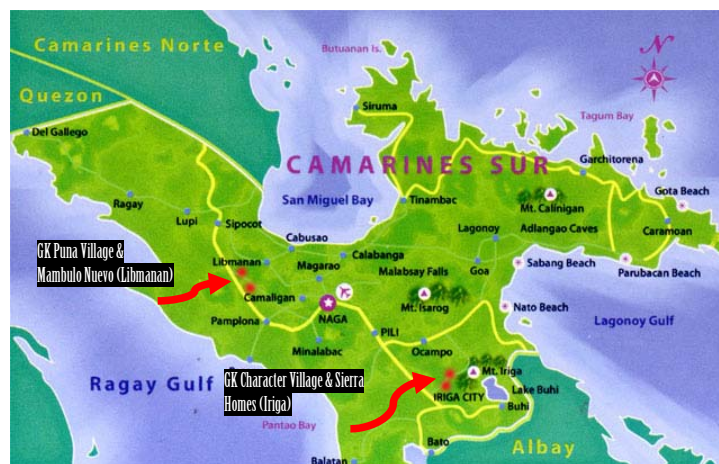 Camarines Norte
Butuanan Is.
N
Quezon
Siruma
Tagum Bay
Del Gallego
CAMARINES SUR
Garchitorena
Gota Beach
San Miguel Bay
Tinambac
Mt. Calinigan
Ragay
Lupi
Sipocot
Lagonoy
Adlangao Caves
Caramoan
Cabusao
GK Puna Village &
Mambulo Nuevo (Libmanan)
Libmanan
Magarao
Calabanga
Malabsay Falls
Goa
Sabang Beach
Parubacan Beach
Camaligan
Mt. Isarog
Nato Beach
Pamplona
NAGA
PILI
Lagonoy Gulf
Minalabac
Ocampo
Ragay Gulf
GK Character Village & Sierra
Homes (Iriga)
Mt. Iriga
IRIGA CITY
Lake Buhi
Buhi
Pantao Bay
Bato
Albay
Balatan